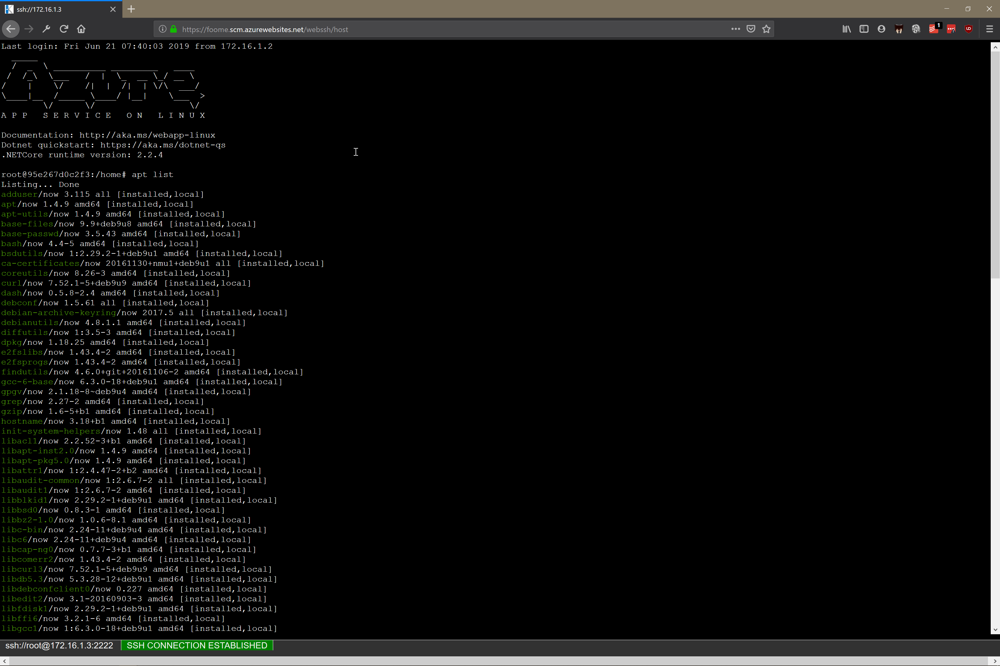 ssh://172.16.1.3
https://foome.scm.azurewebsites.net/webssh/host
1
Last login: Fri Jun 21 07:40:03 2019 from 172.16.1.2
A P P   S E R V I C E   O N   L I N U X
Documentation: http://aka.ms/webapp-linux
Dotnet quickstart: https://aka.ms/dotnet-qs
.NETCore runtime version: 2.2.4
root@95e267d0c2f3:/home# apt list
Listing... Done
adduser/now 3.115 all [installed,local]
apt/now 1.4.9 amd64 [installed,local]
apt-utils/now 1.4.9 amd64 [installed,local]
base-files/now 9.9+deb9u8 amd64 [installed,local]
base-passwd/now 3.5.43 amd64 [installed,local]
bash/now 4.4-5 amd64 [installed,local]
bsdutils/now 1:2.29.2-1+deb9u1 amd64 [installed,local]
ca-certificates/now 20161130+nmu1+deb9u1 all [installed,local]
coreutils/now 8.26-3 amd64 [installed,local]
curl/now 7.52.1-5+deb9u9 amd64 [installed,local]
dash/now 0.5.8-2.4 amd64 [installed,local]
debconf/now 1.5.61 all [installed,local]
debian-archive-keyring/now 2017.5 all [installed,local]
debianutils/now 4.8.1.1 amd64 [installed,local]
diffutils/now 1:3.5-3 amd64 [installed,local]
dpkg/now 1.18.25 amd64 [installed,local]
e2fslibs/now 1.43.4-2 amd64 [installed,local]
e2fsprogs/now 1.43.4-2 amd64 [installed,local]
findutils/now 4.6.0+git+20161106-2 amd64 [installed,local]
gcc-6-base/now 6.3.0-18+deb9u1 amd64 [installed,local]
gpgv/now 2.1.18-8~deb9u4 amd64 [installed,local]
grep/now 2.27-2 amd64 [installed,local]
gzip/now 1.6-5+b1 amd64 [installed,local]
hostname/now 3.18+b1 amd64 [installed,local]
init-system-helpers/now 1.48 all [installed,local]
libacl1/now 2.2.52-3+b1 amd64 [installed,local]
libapt-inst2.0/now 1.4.9 amd64 [installed,local]
libapt-pkg5.0/now 1.4.9 amd64 [installed,local]
libattr1/now 1:2.4.47-2+b2 amd64 [installed,local]
libaudit-common/now 1:2.6.7-2 all [installed,local]
libaudit1/now 1:2.6.7-2 amd64 [installed,local]
libblkid1/now 2.29.2-1+deb9u1 amd64 [installed,local]
libbsd0/now 0.8.3-1 amd64 [installed,local]
libbz2-1.0/now 1.0.6-8.1 amd64 [installed,local]
libc-bin/now 2.24-11+deb9u4 amd64 [installed,local]
libc6/now 2.24-11+deb9u4 amd64 [installed,local]
libcap-ng0/now 0.7.7-3+b1 amd64 [installed,local]
libcomerr2/now 1.43.4-2 amd64 [installed,local]
libcurl3/now 7.52.1-5+deb9u9 amd64 [installed,local]
libdb5.3/now 5.3.28-12+deb9u1 amd64 [installed,local]
libdebconfclient0/now 0.227 amd64 [installed,local]
libedit2/now 3.1-20160903-3 amd64 [installed,local]
libfdisk1/now 2.29.2-1+deb9u1 amd64 [installed,local]
libffi6/now 3.2.1-6 amd64 [installed,local]
libgcc1/now 1:6.3.0-18+deb9u1 amd64 [installed,local]
ssh://root@172.16.1.3:2222 SSH CONNECTION ESTABLISHED